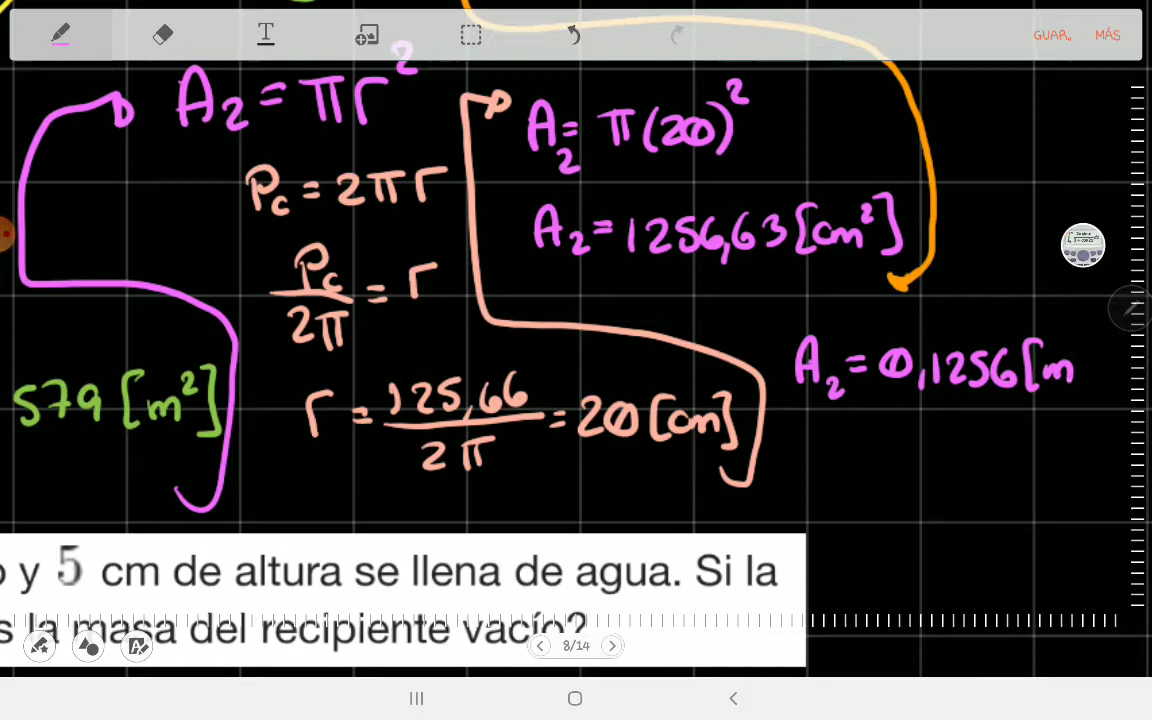 GUAR. MÁS
A₂ = πr²
A₂ = π(20)²
Pc = 2πr
A₂ = 1256,63 [cm²]
Pc/2π = r
A₂ = 0,1256 [m
579 [m²]
r = 125,66/2π = 20 [cm]
y 5 cm de altura se llena de agua. Si la
s la masa del recipiente vacío?
8/14